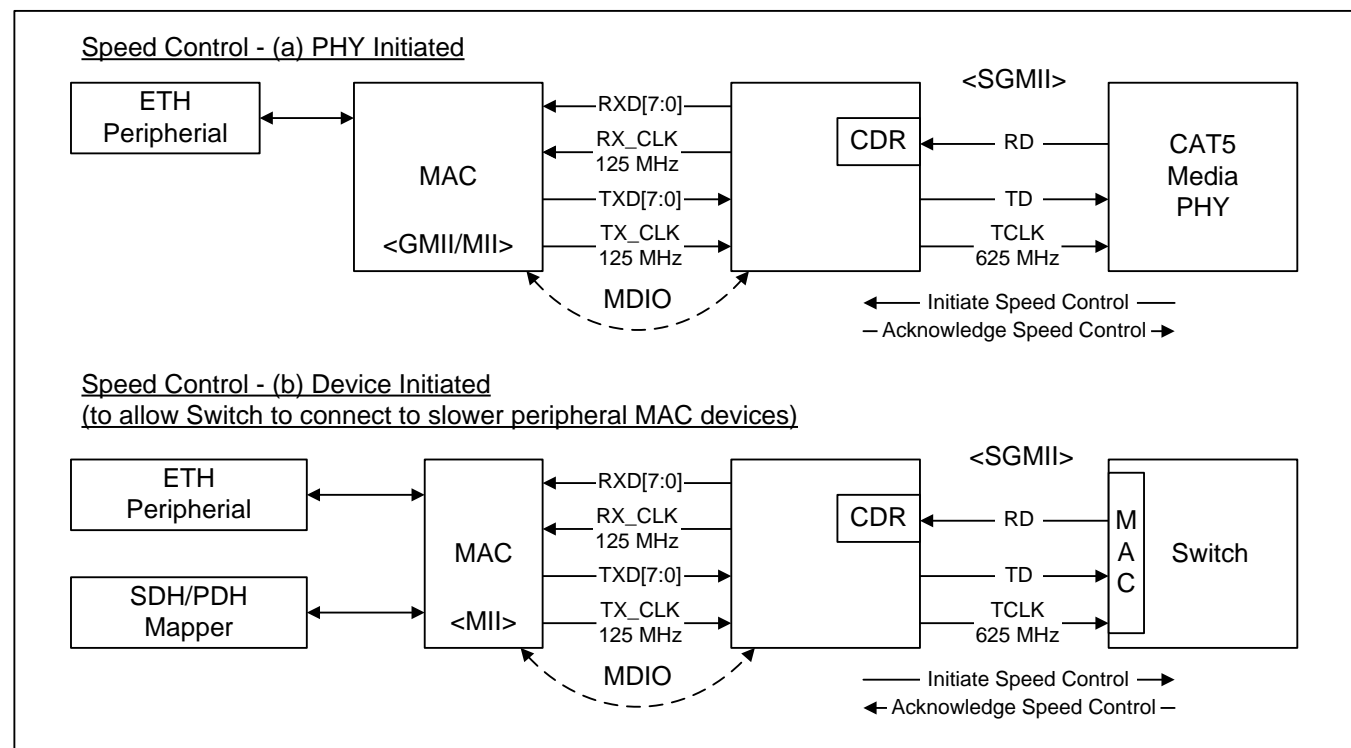 Speed Control - (a) PHY Initiated
<SGMII>
ETH
Peripherial
MAC
<GMII/MII>
RXD[7:0]
RX_CLK
125 MHz
TXD[7:0]
TX_CLK
125 MHz
MDIO
CDR
RD
TD
TCLK
625 MHz
CAT5
Media
PHY
Initiate Speed Control
Acknowledge Speed Control
Speed Control - (b) Device Initiated
(to allow Switch to connect to slower peripheral MAC devices)
<SGMII>
ETH
Peripherial
SDH/PDH
Mapper
MAC
<MII>
RXD[7:0]
RX_CLK
125 MHz
TXD[7:0]
TX_CLK
125 MHz
MDIO
CDR
RD
TD
TCLK
625 MHz
M
A
C
Switch
Initiate Speed Control
Acknowledge Speed Control